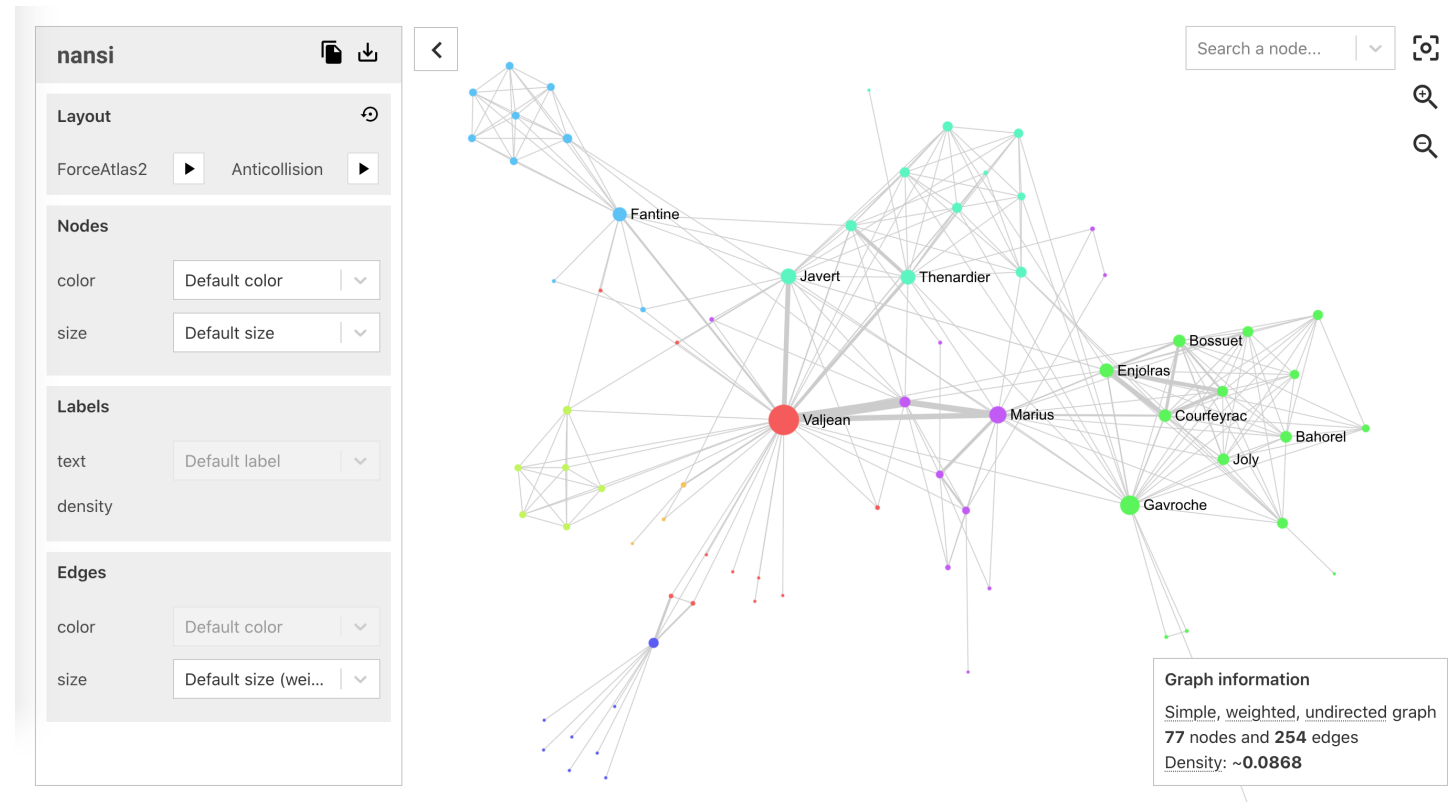 nansi
Search a node...
Layout
ForceAtlas2
Anticollision
Nodes
color
Default color
size
Default size
Labels
text
Default label
density
Edges
color
Default color
size
Default size (wei...
Fantine
Javert
Thenardier
Bossuet
Enjolras
Valjean
Marius
Courfeyrac
Bahorel
Joly
Gavroche
Graph information
Simple, weighted, undirected graph
77 nodes and 254 edges
Density: ~0.0868